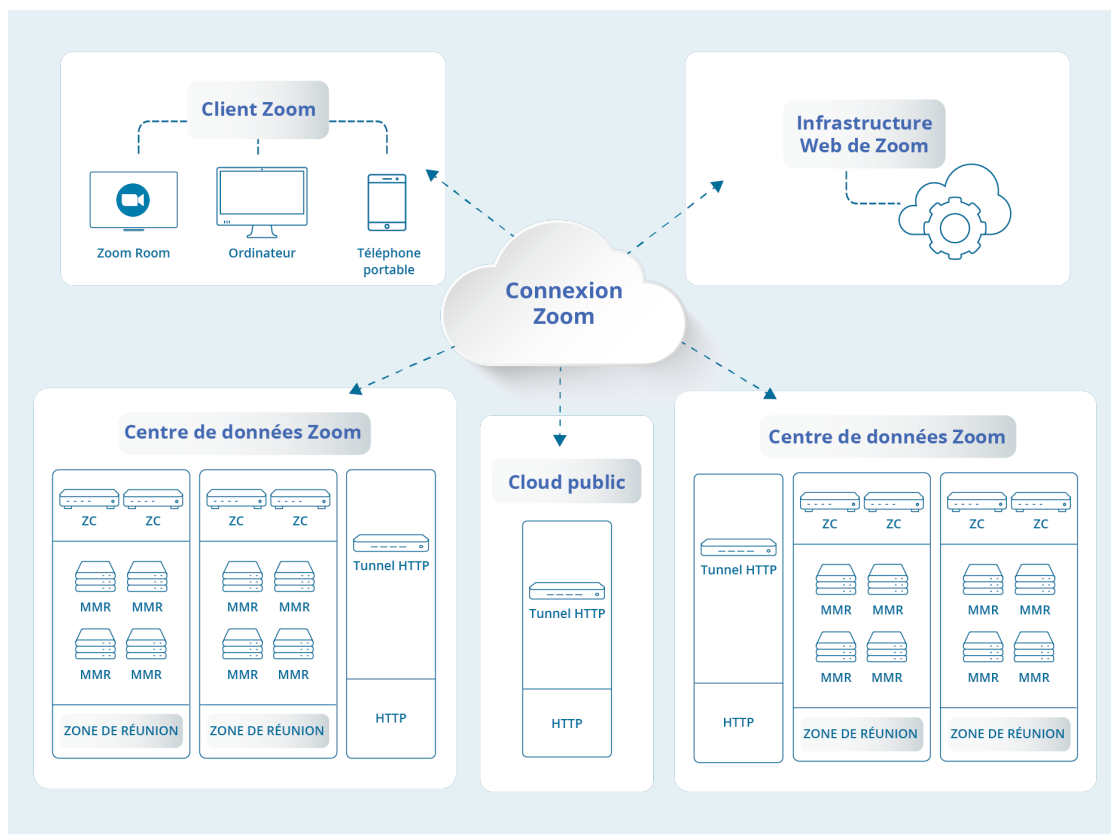 Client Zoom
Zoom Room
Ordinateur
Téléphone
portable
Infrastructure
Web de Zoom
Connexion
Zoom
Centre de données Zoom
ZC
ZC
MMR
MMR
MMR
MMR
ZONE DE RÉUNION
ZC
ZC
MMR
MMR
MMR
MMR
ZONE DE RÉUNION
Tunnel HTTP
HTTP
Cloud public
Tunnel HTTP
HTTP
Centre de données Zoom
Tunnel HTTP
HTTP
ZC
ZC
MMR
MMR
MMR
MMR
ZONE DE RÉUNION
ZC
ZC
MMR
MMR
MMR
MMR
ZONE DE RÉUNION